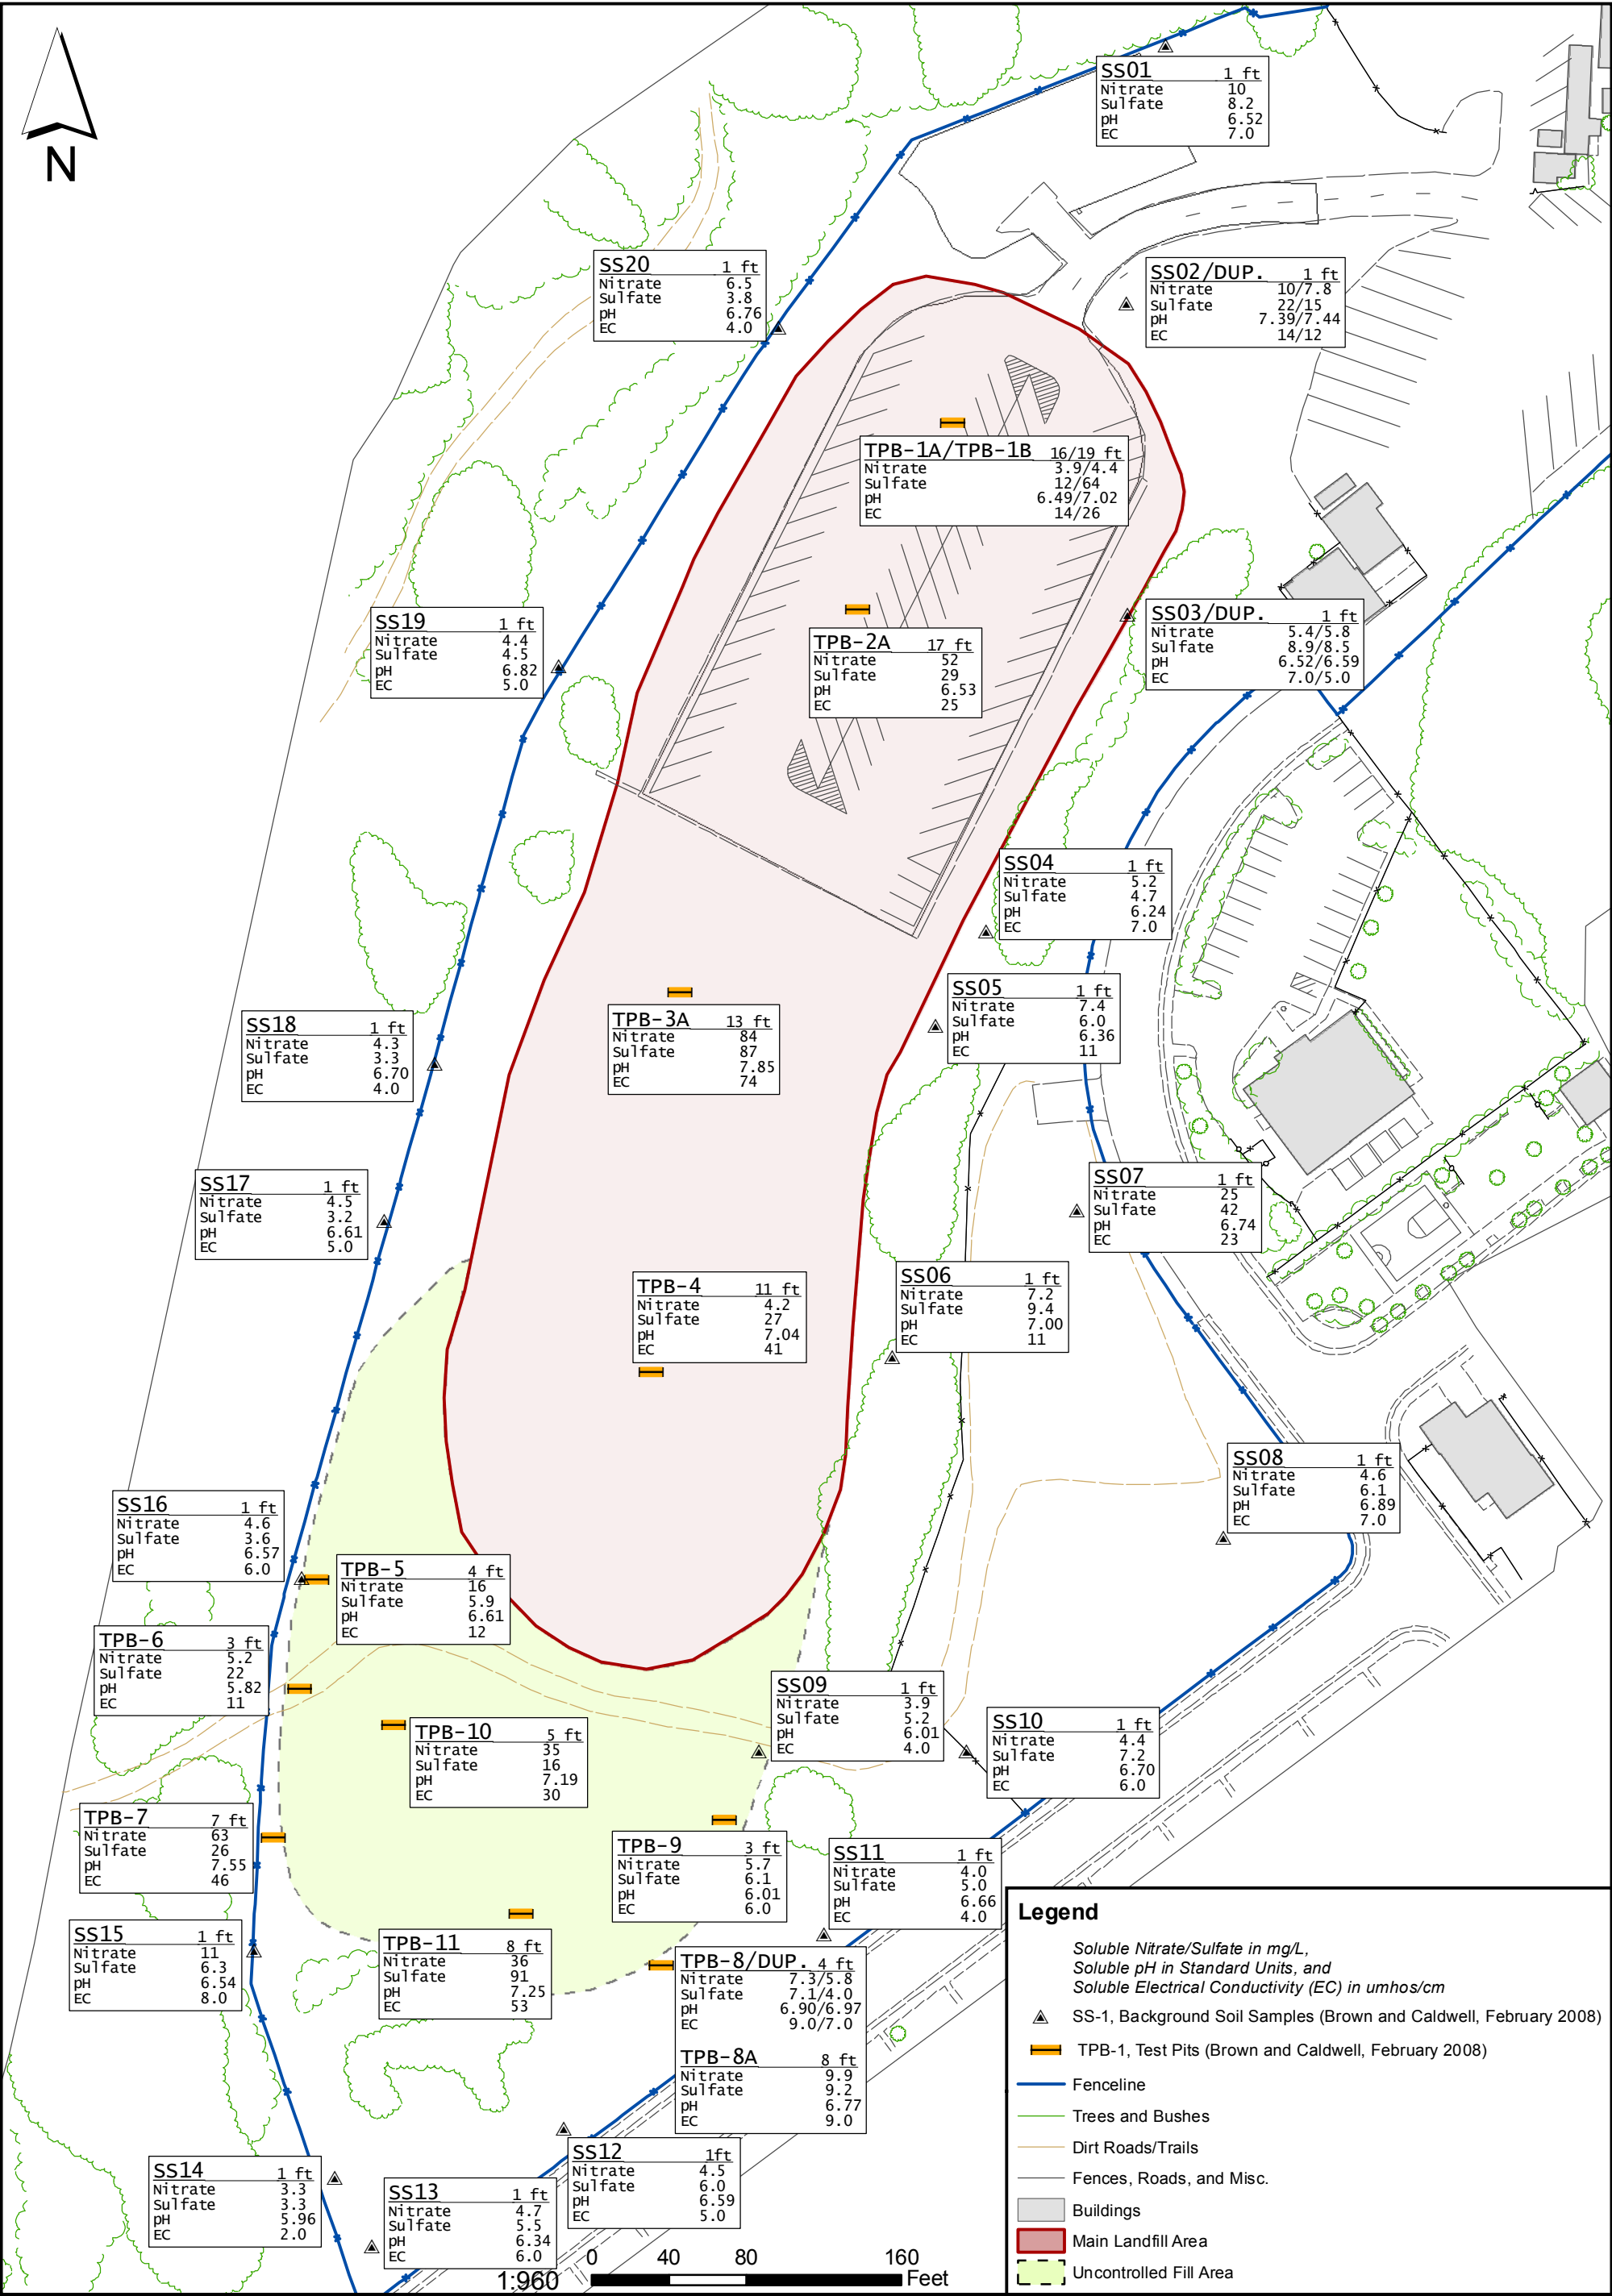 N
SS01 1 ft
Nitrate 10
Sulfate 8.2
pH 6.52
EC 7.0
SS20 1 ft
Nitrate 6.5
Sulfate 3.8
pH 6.76
EC 4.0
SS02/DUP. 1 ft
Nitrate 10/7.8
Sulfate 22/15
pH 7.39/7.44
EC 14/12
TPB-1A/TPB-1B 16/19 ft
Nitrate 3.9/4.4
Sulfate 12/64
pH 6.49/7.02
EC 14/26
SS19 1 ft
Nitrate 4.4
Sulfate 4.5
pH 6.82
EC 5.0
TPB-2A 17 ft
Nitrate 52
Sulfate 29
pH 6.53
EC 25
SS03/DUP. 1 ft
Nitrate 5.4/5.8
Sulfate 8.9/8.5
pH 6.52/6.59
EC 7.0/5.0
SS04 1 ft
Nitrate 5.2
Sulfate 4.7
pH 6.24
EC 7.0
SS05 1 ft
Nitrate 7.4
Sulfate 6.0
pH 6.36
EC 11
SS18 1 ft
Nitrate 4.3
Sulfate 3.3
pH 6.70
EC 4.0
TPB-3A 13 ft
Nitrate 84
Sulfate 87
pH 7.85
EC 74
SS17 1 ft
Nitrate 4.5
Sulfate 3.2
pH 6.61
EC 5.0
SS07 1 ft
Nitrate 25
Sulfate 42
pH 6.74
EC 23
TPB-4 11 ft
Nitrate 4.2
Sulfate 27
pH 7.04
EC 41
SS06 1 ft
Nitrate 7.2
Sulfate 9.4
pH 7.00
EC 11
SS08 1 ft
Nitrate 4.6
Sulfate 6.1
pH 6.89
EC 7.0
SS16 1 ft
Nitrate 4.6
Sulfate 3.6
pH 6.57
EC 6.0
TPB-5 4 ft
Nitrate 16
Sulfate 5.9
pH 6.61
EC 12
TPB-6 3 ft
Nitrate 5.2
Sulfate 22
pH 5.82
EC 11
SS09 1 ft
Nitrate 3.9
Sulfate 5.2
pH 6.01
EC 4.0
SS10 1 ft
Nitrate 4.4
Sulfate 7.2
pH 6.70
EC 6.0
TPB-10 5 ft
Nitrate 35
Sulfate 16
pH 7.19
EC 30
TPB-7 7 ft
Nitrate 63
Sulfate 26
pH 7.55
EC 46
TPB-9 3 ft
Nitrate 5.7
Sulfate 6.1
pH 6.01
EC 6.0
SS11 1 ft
Nitrate 4.0
Sulfate 5.0
pH 6.66
EC 4.0
SS15 1 ft
Nitrate 11
Sulfate 6.3
pH 6.54
EC 8.0
TPB-11 8 ft
Nitrate 36
Sulfate 91
pH 7.25
EC 53
TPB-8/DUP. 4 ft
Nitrate 7.3/5.8
Sulfate 7.1/4.0
pH 6.90/6.97
EC 9.0/7.0
TPB-8A 8 ft
Nitrate 9.9
Sulfate 9.2
pH 6.77
EC 9.0
SS12 1ft
Nitrate 4.5
Sulfate 6.0
pH 6.59
EC 5.0
SS14 1 ft
Nitrate 3.3
Sulfate 3.3
pH 5.96
EC 2.0
SS13 1 ft
Nitrate 4.7
Sulfate 5.5
pH 6.34
EC 6.0
0 40 80 160
1:960 Feet
Legend
Soluble Nitrate/Sulfate in mg/L,
Soluble pH in Standard Units, and
Soluble Electrical Conductivity (EC) in umhos/cm
SS-1, Background Soil Samples (Brown and Caldwell, February 2008)
TPB-1, Test Pits (Brown and Caldwell, February 2008)
Fenceline
Trees and Bushes
Dirt Roads/Trails
Fences, Roads, and Misc.
Buildings
Main Landfill Area
Uncontrolled Fill Area